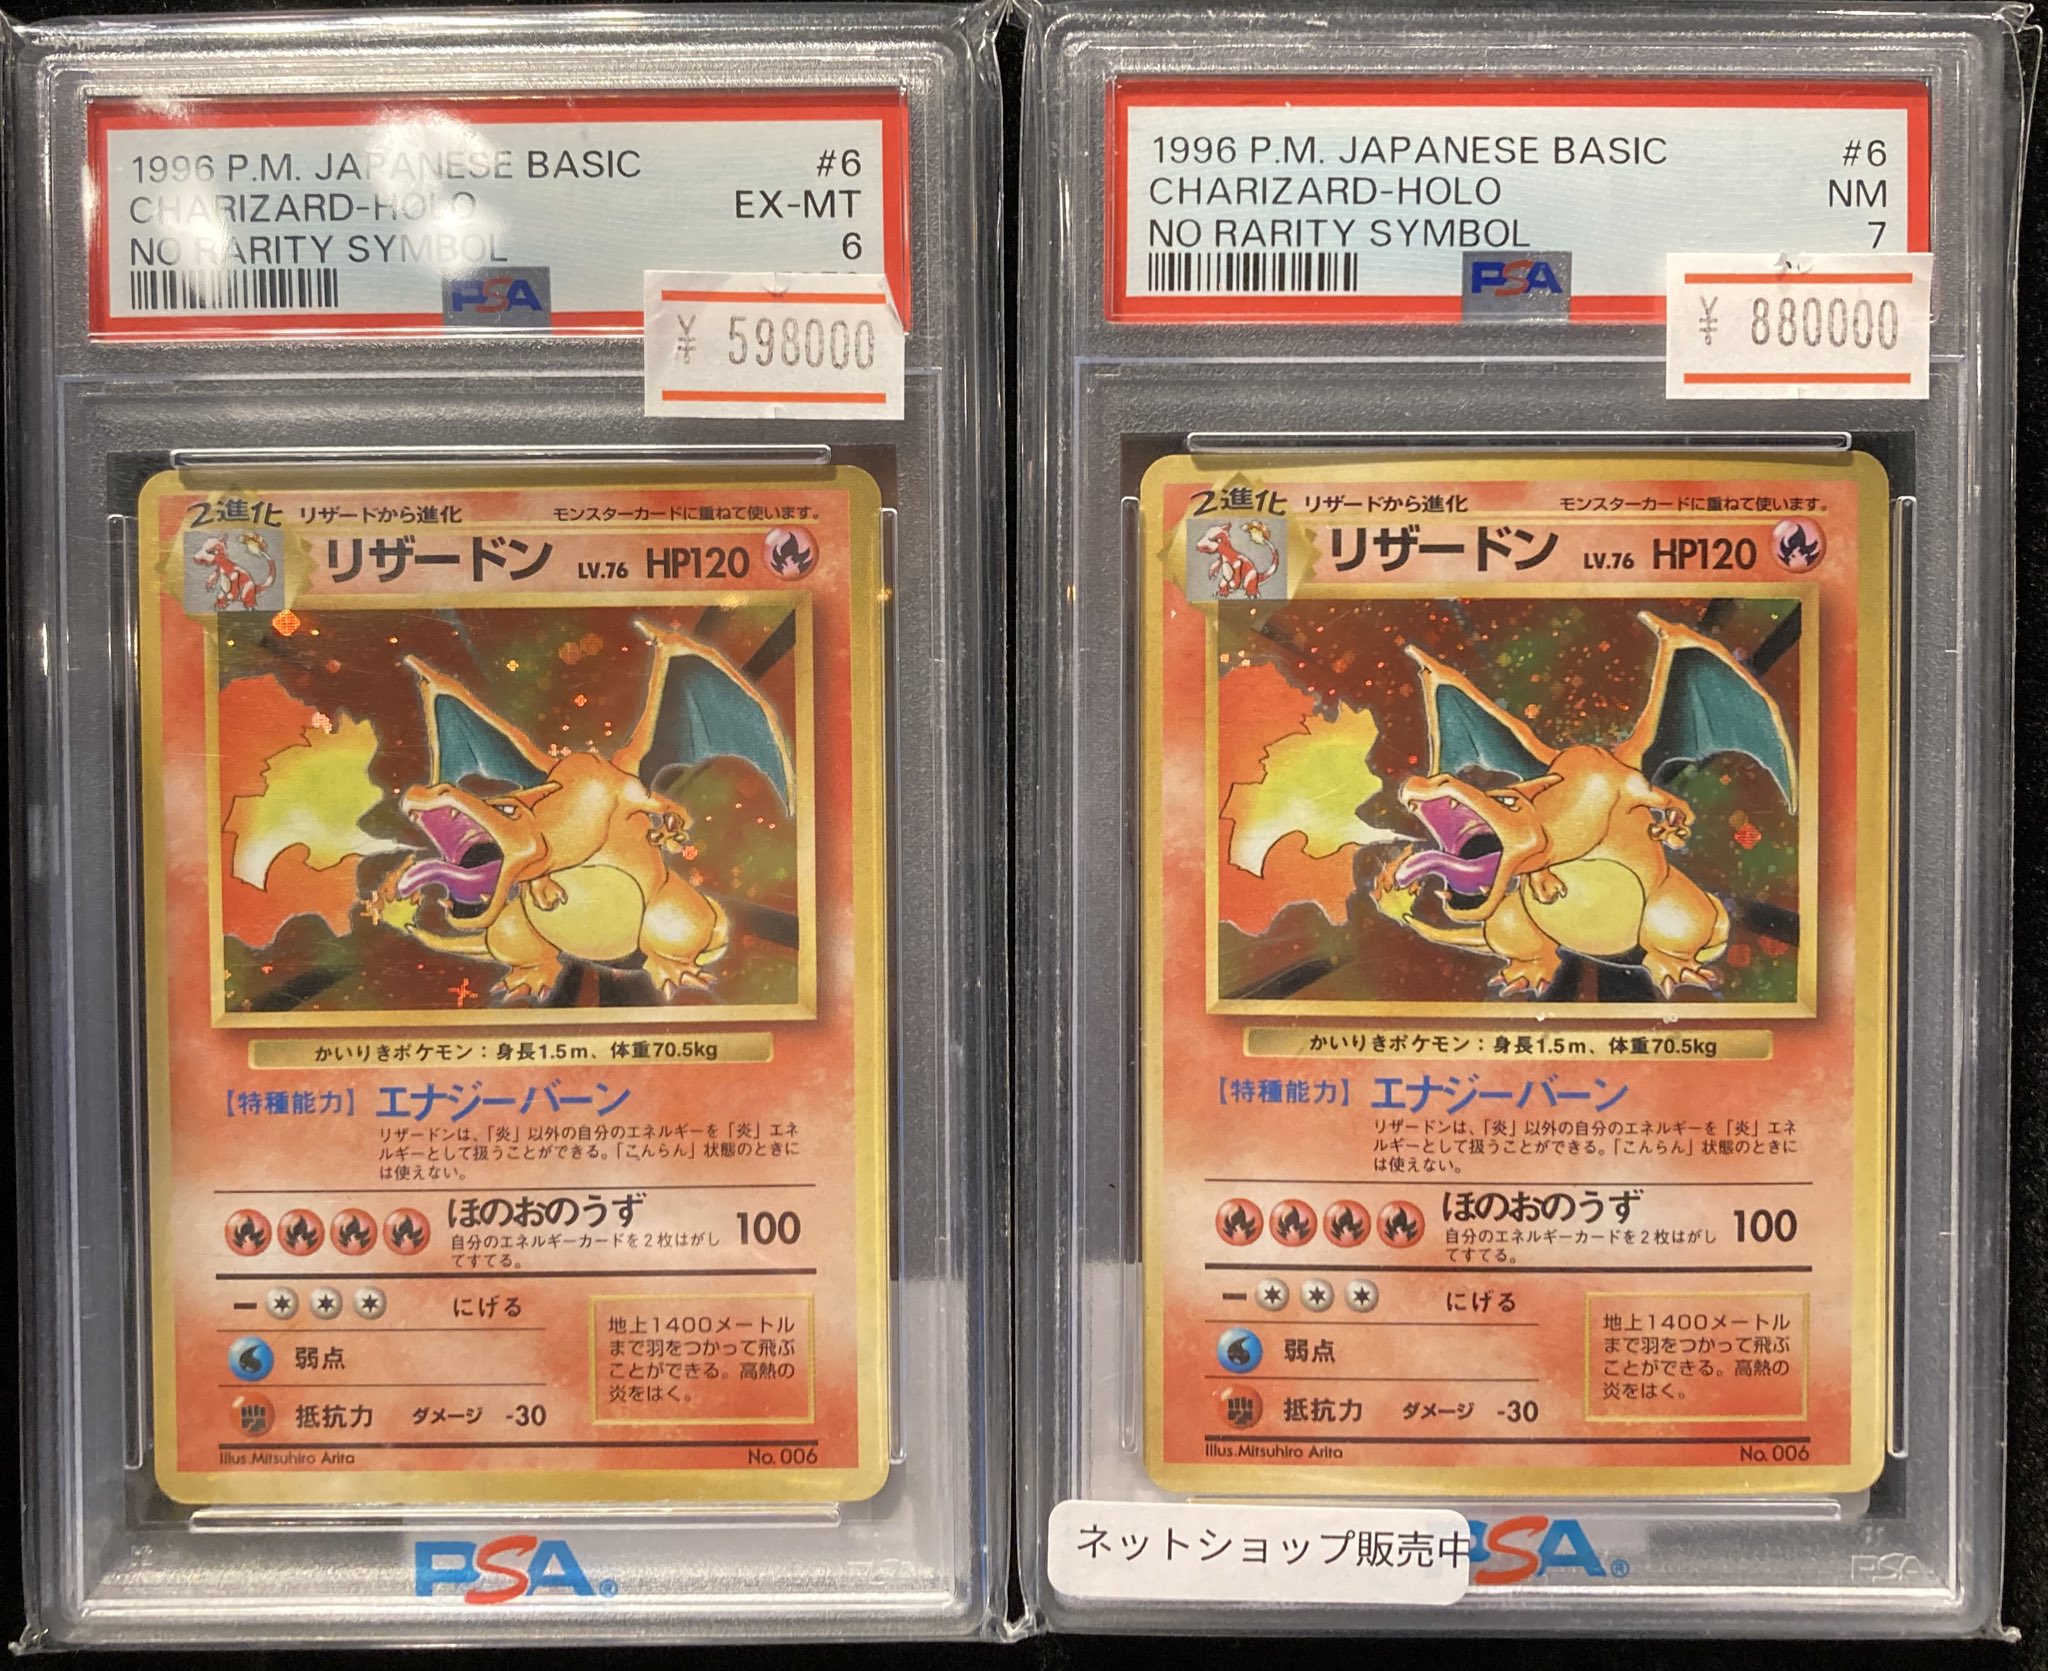 1996 P.M. JAPANESE BASIC #6
CHARIZARD-HOLO EX-MT
NO RARITY SYMBOL 6
PSA
¥ 598000
2進化 リザードから進化 モンスターカードに重ねて使います。
リザードン LV.76 HP120
かいりきポケモン：身長1.5m、体重70.5kg
【特種能力】 エナジーバーン
リザードンは、「炎」以外の自分のエネルギーを「炎」エネ
ルギーとして扱うことができる。「こんらん」状態のときに
は使えない。
ほのおのうず 100
自分のエネルギーカードを2枚はがし
てすてる。
にげる
弱点
抵抗力 ダメージ -30
地上1400メートル
まで羽をつかって飛ぶ
ことができる。高熱の
炎をはく。
Illus.Mitsuhiro Arita No. 006
PSA®
1996 P.M. JAPANESE BASIC #6
CHARIZARD-HOLO NM
NO RARITY SYMBOL 7
PSA
¥ 880000
2進化 リザードから進化 モンスターカードに重ねて使います。
リザードン LV.76 HP120
かいりきポケモン：身長1.5m、体重70.5kg
【特種能力】 エナジーバーン
リザードンは、「炎」以外の自分のエネルギーを「炎」エネ
ルギーとして扱うことができる。「こんらん」状態のときに
は使えない。
ほのおのうず 100
自分のエネルギーカードを2枚はがし
てすてる。
にげる
弱点
抵抗力 ダメージ -30
地上1400メートル
まで羽をつかって飛ぶ
ことができる。高熱の
炎をはく。
Illus.Mitsuhiro Arita No. 006
ネットショップ販売中
PSA®
PSA